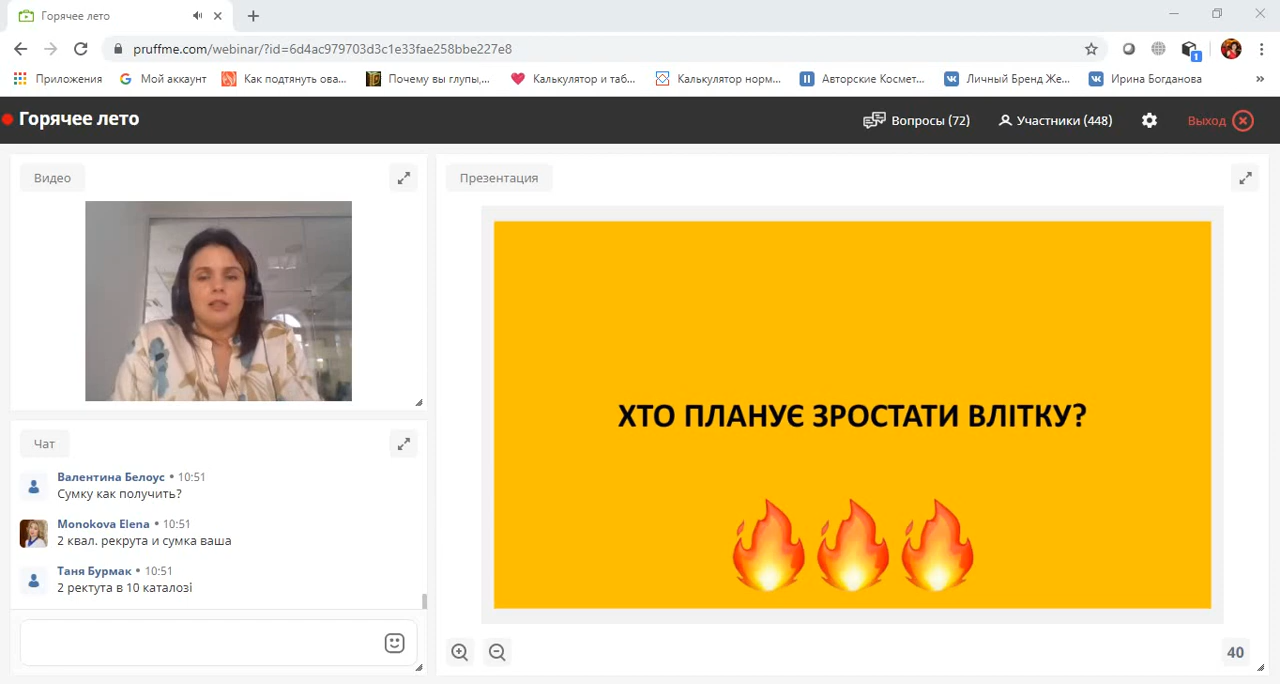 Горячее лето
pruffme.com/webinar/?id=6d4ac979703d3c1e33fae258bbe227e8
Приложения
Мой аккаунт
Как подтянуть ова...
Почему вы глупы,...
Калькулятор и таб...
Калькулятор норм...
Авторские Космет...
Личный Бренд Же...
Ирина Богданова
»
Горячее лето
Вопросы (72)
Участники (448)
Выход
Видео
Презентация
ХТО ПЛАНУЄ ЗРОСТАТИ ВЛІТКУ?
Чат
Валентина Белоус • 10:51
Сумку как получить?
Monokova Elena • 10:51
2 квал. рекрута и сумка ваша
Таня Бурмак • 10:51
2 ректута в 10 каталозі
40